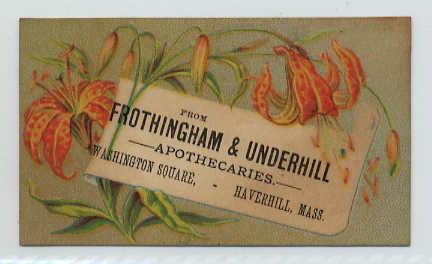 FROM
FROTHINGHAM & UNDERHILL
—APOTHECARIES.—
WASHINGTON SQUARE, - HAVERHILL, MASS.